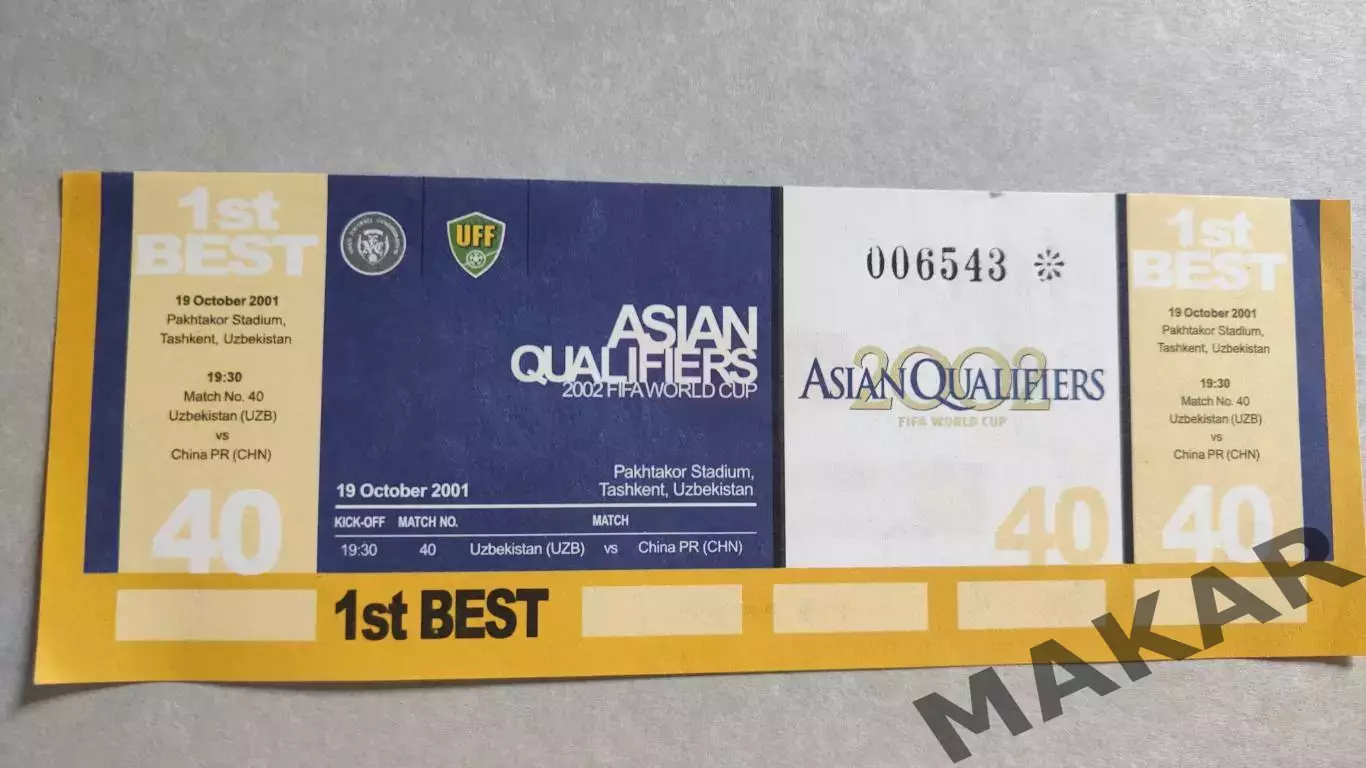 1st
BEST
19 October 2001
Pakhtakor Stadium,
Tashkent, Uzbekistan
19:30
Match No. 40
Uzbekistan (UZB)
vs
China PR (CHN)
40
UFF
ASIAN
QUALIFIERS
2002 FIFA WORLD CUP
Pakhtakor Stadium,
Tashkent, Uzbekistan
19 October 2001
KICK-OFF MATCH NO. MATCH
19:30 40 Uzbekistan (UZB) vs China PR (CHN)
1st BEST
006543 *
2002
ASIAN QUALIFIERS
FIFA WORLD CUP
40
1st
BEST
19 October 2001
Pakhtakor Stadium,
Tashkent, Uzbekistan
19:30
Match No. 40
Uzbekistan (UZB)
vs
China PR (CHN)
40
MAKAR